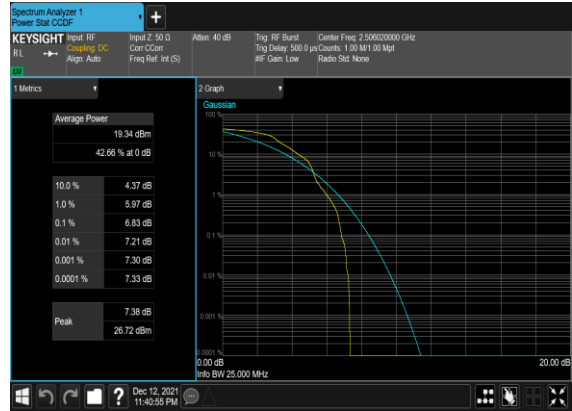 Spectrum Analyzer 1
Power Stat CCDF
KEYSIGHT
RL
Input: RF
Coupling: DC
Align: Auto
Input Z: 50 Ω
Corr CCorr
Freq Ref: Int (S)
Atten: 40 dB
Trig: RF Burst
Trig Delay: 500.0 µs
#IF Gain: Low
Center Freq: 2.506020000 GHz
Counts: 1.00 M/1.00 Mpt
Radio Std: None
1 Metrics
Average Power
19.34 dBm
42.66 % at 0 dB
10.0 % 4.37 dB
1.0 % 5.97 dB
0.1 % 6.83 dB
0.01 % 7.21 dB
0.001 % 7.30 dB
0.0001 % 7.33 dB
Peak
7.38 dB
26.72 dBm
2 Graph
Gaussian
100 %
10 %
1 %
0.1 %
0.01 %
0.001 %
0.0001 %
0.00 dB
20.00 dB
Info BW 25.000 MHz
?
Dec 12, 2021
11:40:55 PM